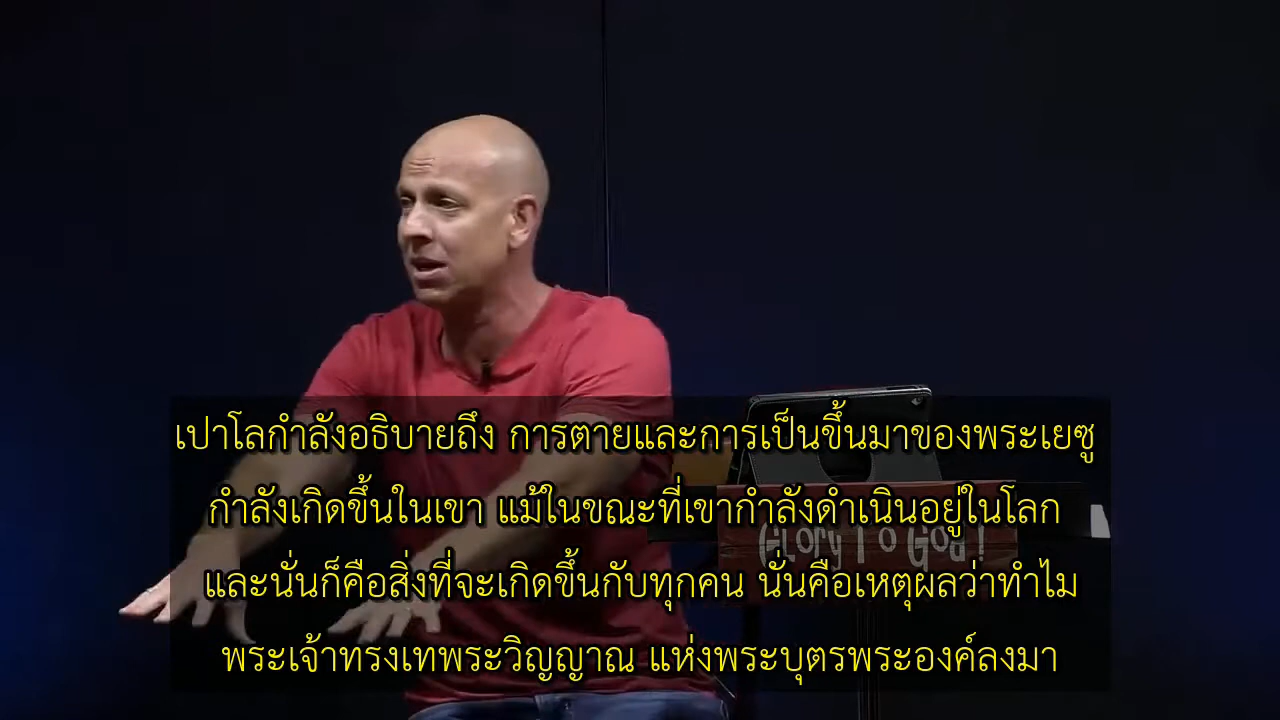 เปาโลกำลังอธิบายถึง การตายและการเป็นขึ้นมาของพระเยซู
กำลังเกิดขึ้นในเขา แม้ในขณะที่เขากำลังดำเนินอยู่ในโลก
Glory To God!
และนั่นก็คือสิ่งที่จะเกิดขึ้นกับทุกคน นั่นคือเหตุผลว่าทำไม
พระเจ้าทรงเทพระวิญญาณ แห่งพระบุตรพระองค์ลงมา